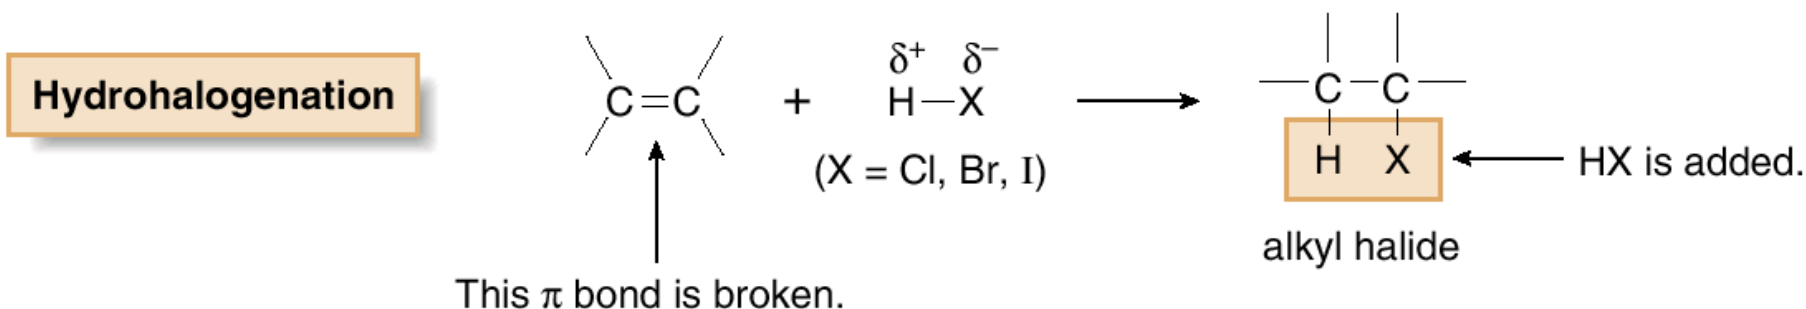 Hydrohalogenation
C=C + H—X
δ+ δ−
(X = Cl, Br, I)
This π bond is broken.
C—C
H X
HX is added.
alkyl halide